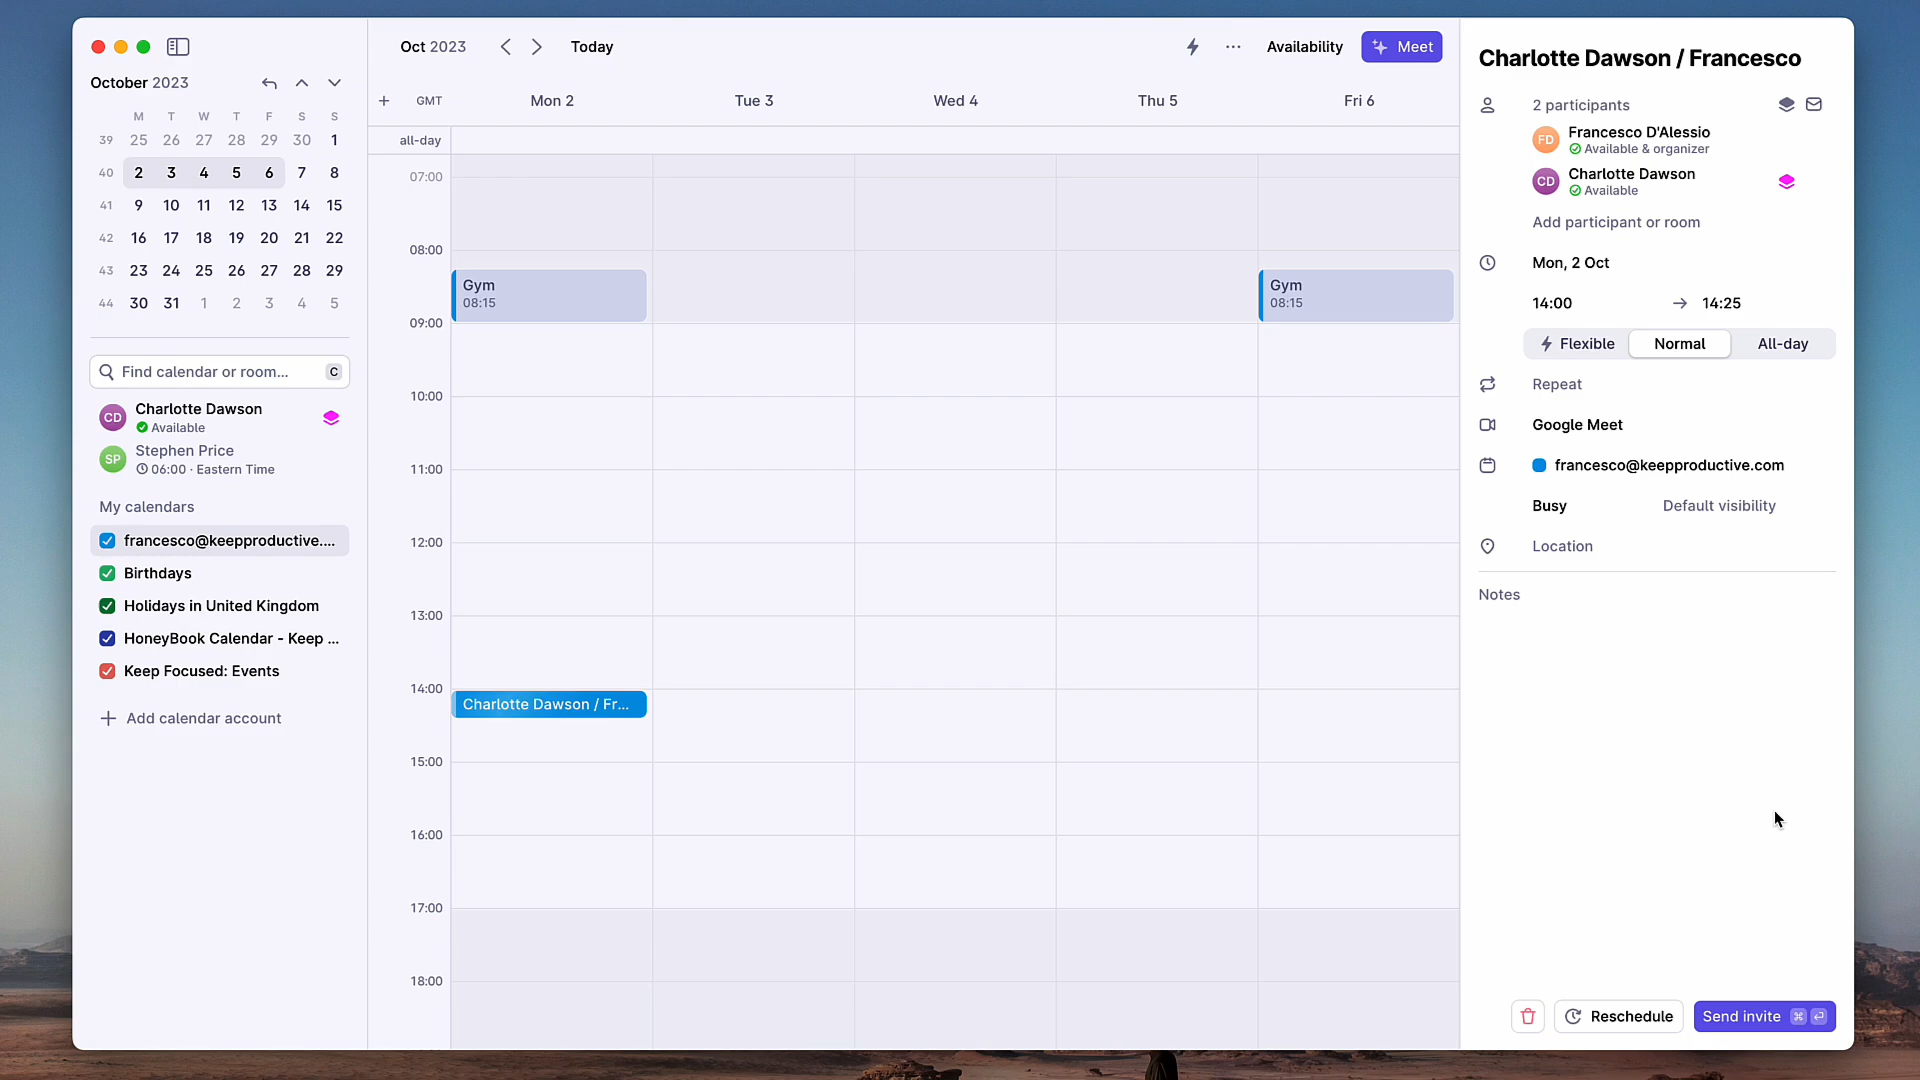 October 2023
M T W T F S S
39 25 26 27 28 29 30 1
40 2 3 4 5 6 7 8
41 9 10 11 12 13 14 15
42 16 17 18 19 20 21 22
43 23 24 25 26 27 28 29
44 30 31 1 2 3 4 5
Find calendar or room... C
CD Charlotte Dawson
Available
SP Stephen Price
06:00 · Eastern Time
My calendars
francesco@keepproductive....
Birthdays
Holidays in United Kingdom
HoneyBook Calendar - Keep ...
Keep Focused: Events
+ Add calendar account
Oct 2023 < > Today
... Availability Meet
+ GMT Mon 2 Tue 3 Wed 4 Thu 5 Fri 6
all-day
07:00
08:00
Gym
08:15
Gym
08:15
09:00
10:00
11:00
12:00
13:00
14:00
Charlotte Dawson / Fr...
15:00
16:00
17:00
18:00
Charlotte Dawson / Francesco
2 participants
FD Francesco D'Alessio
Available & organizer
CD Charlotte Dawson
Available
Add participant or room
Mon, 2 Oct
14:00 → 14:25
Flexible Normal All-day
Repeat
Google Meet
francesco@keepproductive.com
Busy Default visibility
Location
Notes
Reschedule Send invite ⌘ ↵